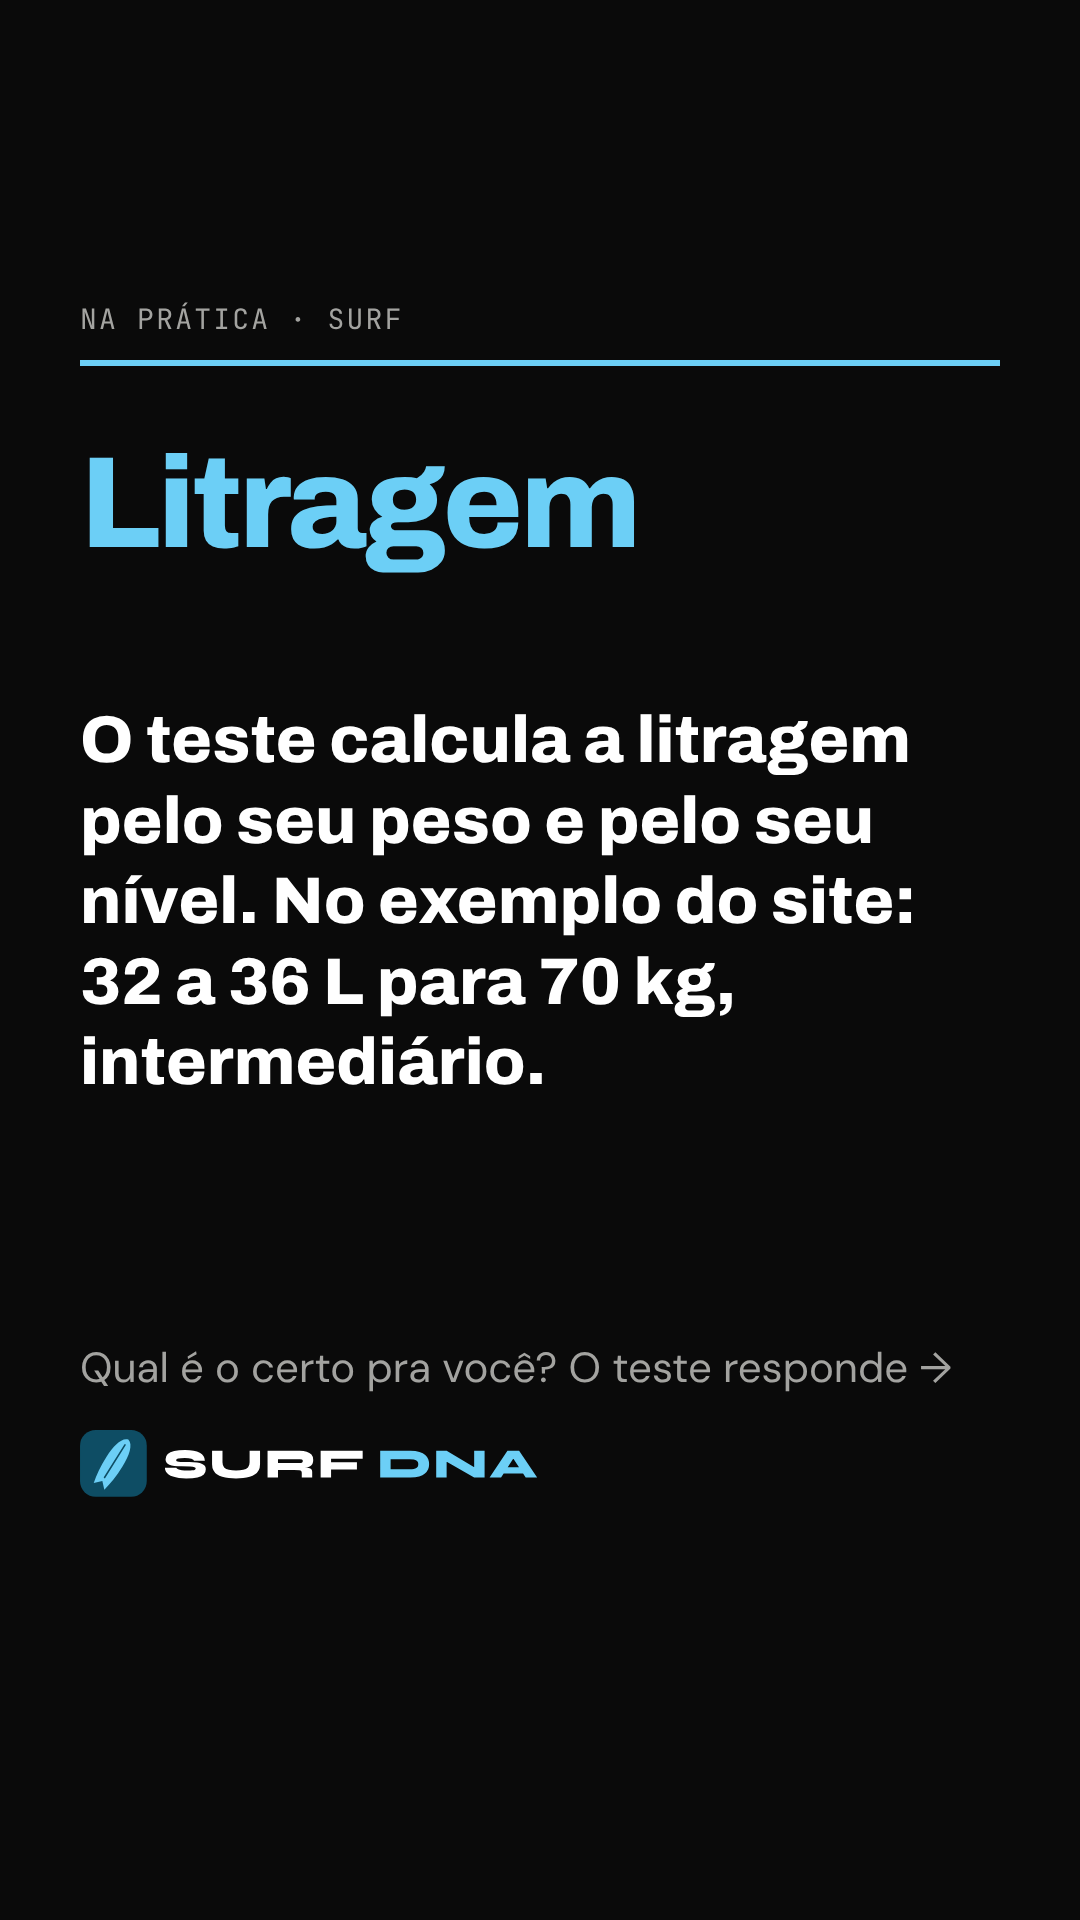 NA PRÁTICA · SURF
Litragem
O teste calcula a litragem
pelo seu peso e pelo seu
nível. No exemplo do site:
32 a 36 L para 70 kg,
intermediário.
Qual é o certo pra você? O teste responde →
SURF DNA